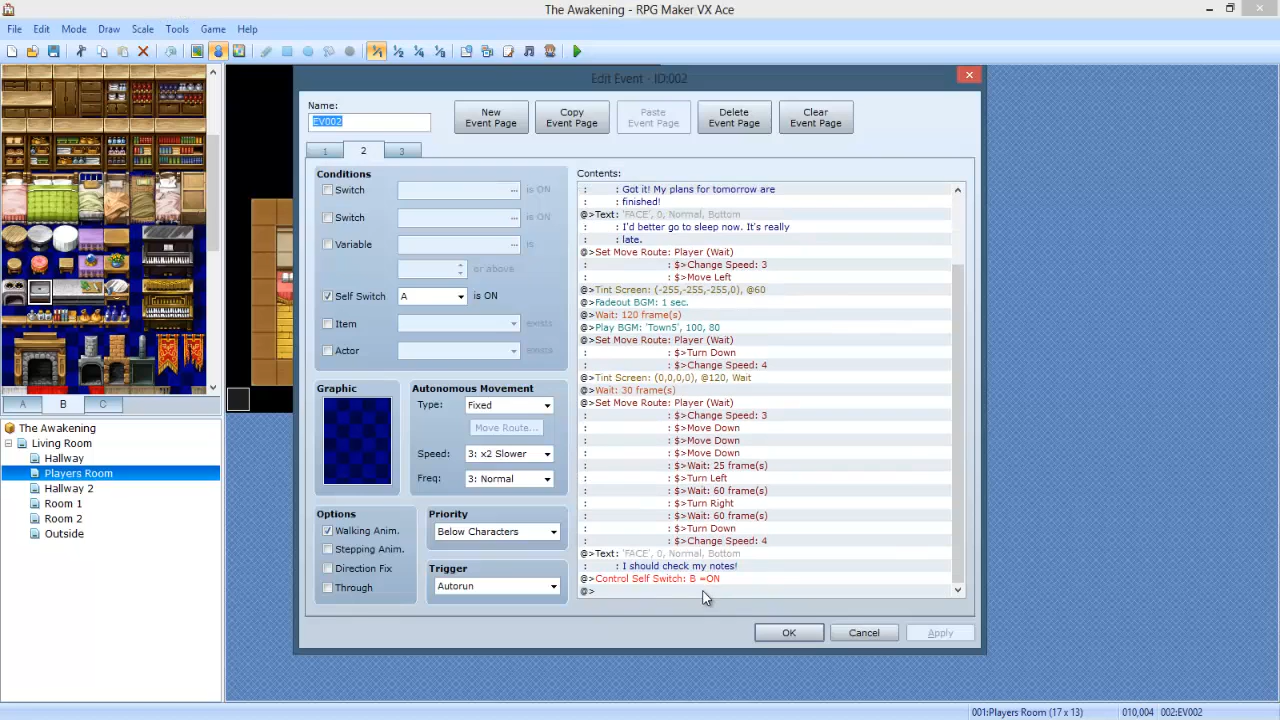 The Awakening - RPG Maker VX Ace
File Edit Mode Draw Scale Tools Game Help
1/1 1/2 1/4 1/8
Edit Event - ID:002
Name:
EV002
New Event Page
Copy Event Page
Paste Event Page
Delete Event Page
Clear Event Page
1 2 3
Conditions
Switch ... is ON
Switch ... is ON
Variable ... is
or above
Self Switch A is ON
Item exists
Actor exists
Graphic
Autonomous Movement
Type: Fixed
Move Route...
Speed: 3: x2 Slower
Freq: 3: Normal
Options
Walking Anim.
Stepping Anim.
Direction Fix
Through
Priority
Below Characters
Trigger
Autorun
Contents:
: : Got it! My plans for tomorrow are
: : finished!
@>Text: 'FACE', 0, Normal, Bottom
: : I'd better go to sleep now. It's really
: : late.
@>Set Move Route: Player (Wait)
: : $>Change Speed: 3
: : $>Move Left
@>Tint Screen: (-255,-255,-255,0), @60
@>Fadeout BGM: 1 sec.
@>Wait: 120 frame(s)
@>Play BGM: 'Town5', 100, 80
@>Set Move Route: Player (Wait)
: : $>Turn Down
: : $>Change Speed: 4
@>Tint Screen: (0,0,0,0), @120, Wait
@>Wait: 30 frame(s)
@>Set Move Route: Player (Wait)
: : $>Change Speed: 3
: : $>Move Down
: : $>Move Down
: : $>Move Down
: : $>Wait: 25 frame(s)
: : $>Turn Left
: : $>Wait: 60 frame(s)
: : $>Turn Right
: : $>Wait: 60 frame(s)
: : $>Turn Down
: : $>Change Speed: 4
@>Text: 'FACE', 0, Normal, Bottom
: : I should check my notes!
@>Control Self Switch: B =ON
@>
OK Cancel Apply
A B C
The Awakening
Living Room
Hallway
Players Room
Hallway 2
Room 1
Room 2
Outside
001:Players Room (17 x 13) 010,004 002:EV002